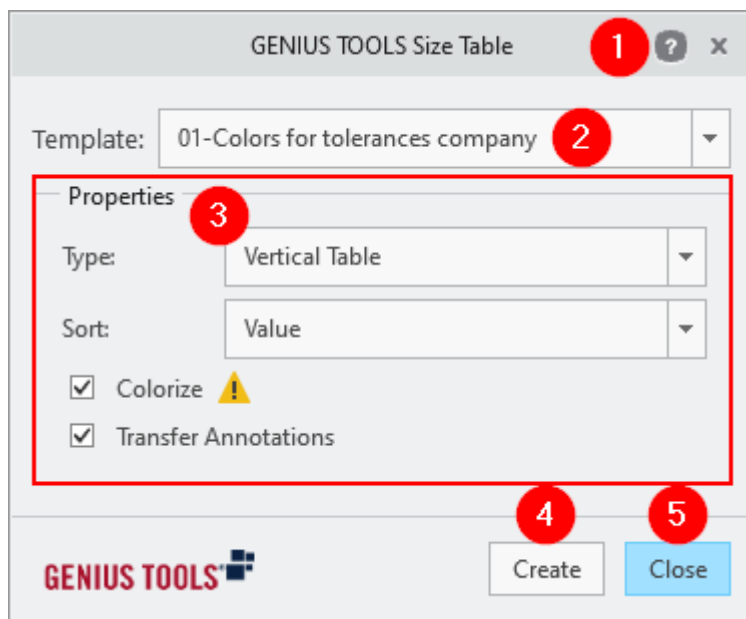 GENIUS TOOLS Size Table 1 ? ×
Template: 01-Colors for tolerances company 2
Properties
3
Type: Vertical Table
Sort: Value
Colorize
Transfer Annotations
4 5
GENIUS TOOLS Create Close